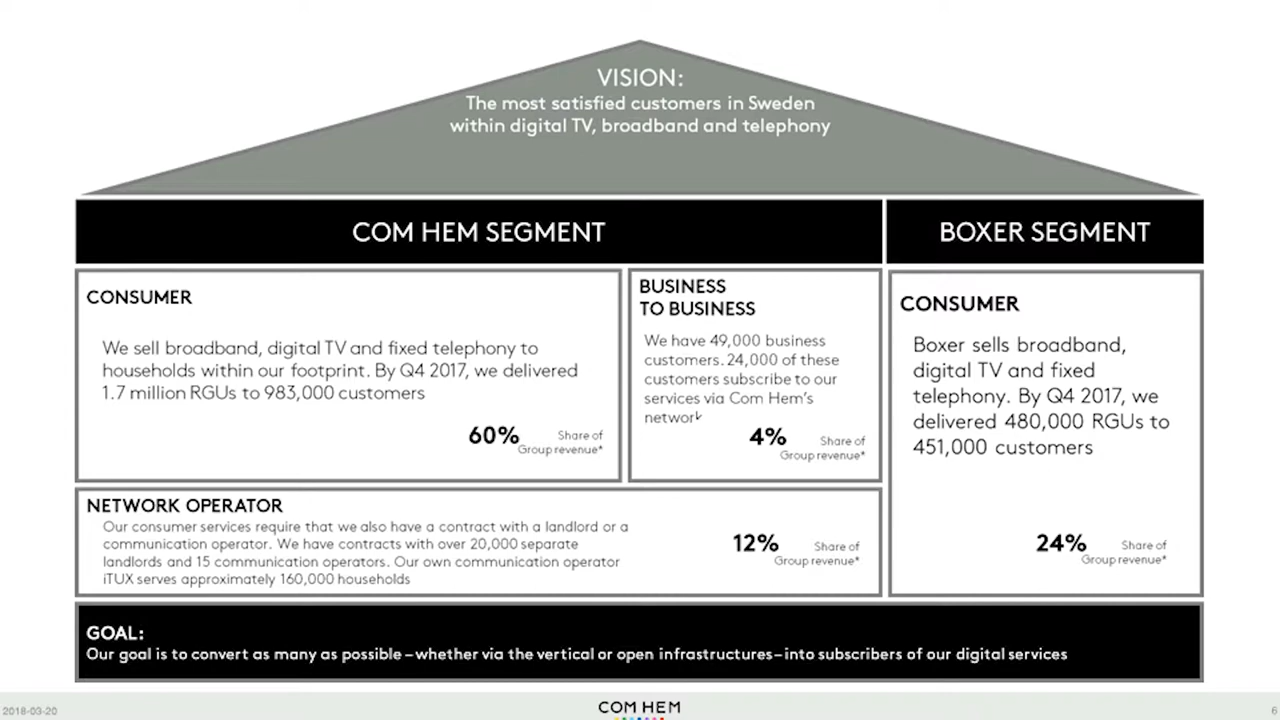 VISION:
The most satisfied customers in Sweden
within digital TV, broadband and telephony
COM HEM SEGMENT
BOXER SEGMENT
CONSUMER
We sell broadband, digital TV and fixed telephony to
households within our footprint. By Q4 2017, we delivered
1.7 million RGUs to 983,000 customers
60%
Share of
Group revenue*
BUSINESS
TO BUSINESS
We have 49,000 business
customers. 24,000 of these
customers subscribe to our
services via Com Hem's
network
4%
Share of
Group revenue*
CONSUMER
Boxer sells broadband,
digital TV and fixed
telephony. By Q4 2017, we
delivered 480,000 RGUs to
451,000 customers
24%
Share of
Group revenue*
NETWORK OPERATOR
Our consumer services require that we also have a contract with a landlord or a
communication operator. We have contracts with over 20,000 separate
landlords and 15 communication operators. Our own communication operator
iTUX serves approximately 160,000 households
12%
Share of
Group revenue*
GOAL:
Our goal is to convert as many as possible – whether via the vertical or open infrastructures – into subscribers of our digital services
2018-03-20
COM HEM
6